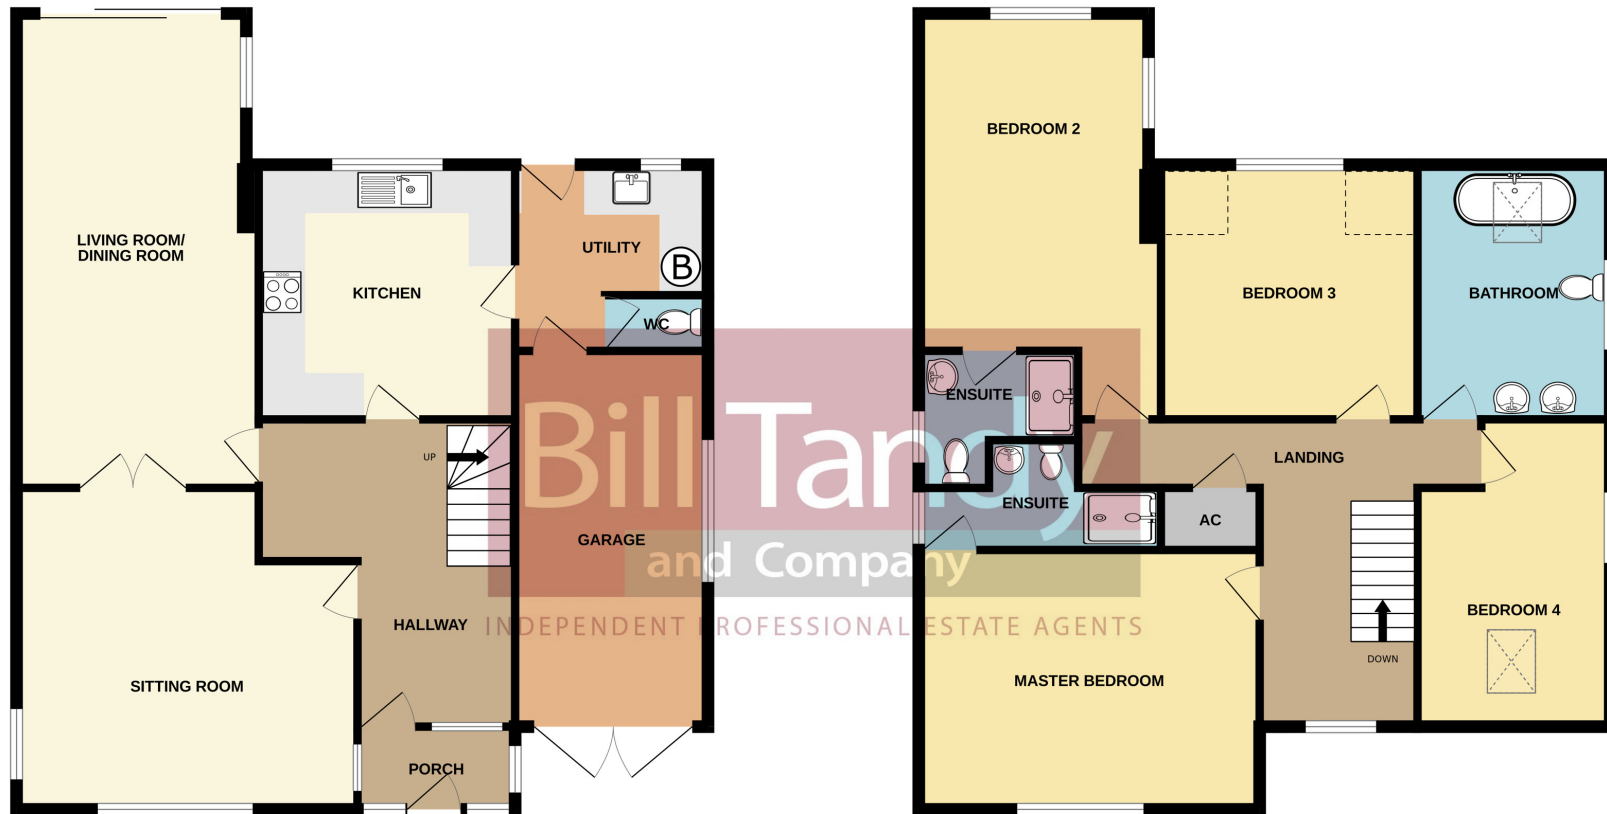 LIVING ROOM/
DINING ROOM
KITCHEN
UTILITY
B
WC
UP
GARAGE
HALLWAY
SITTING ROOM
PORCH
BEDROOM 2
BEDROOM 3
BATHROOM
ENSUITE
LANDING
ENSUITE
AC
BEDROOM 4
DOWN
MASTER BEDROOM
Bill Tandy
and Company
INDEPENDENT PROFESSIONAL ESTATE AGENTS